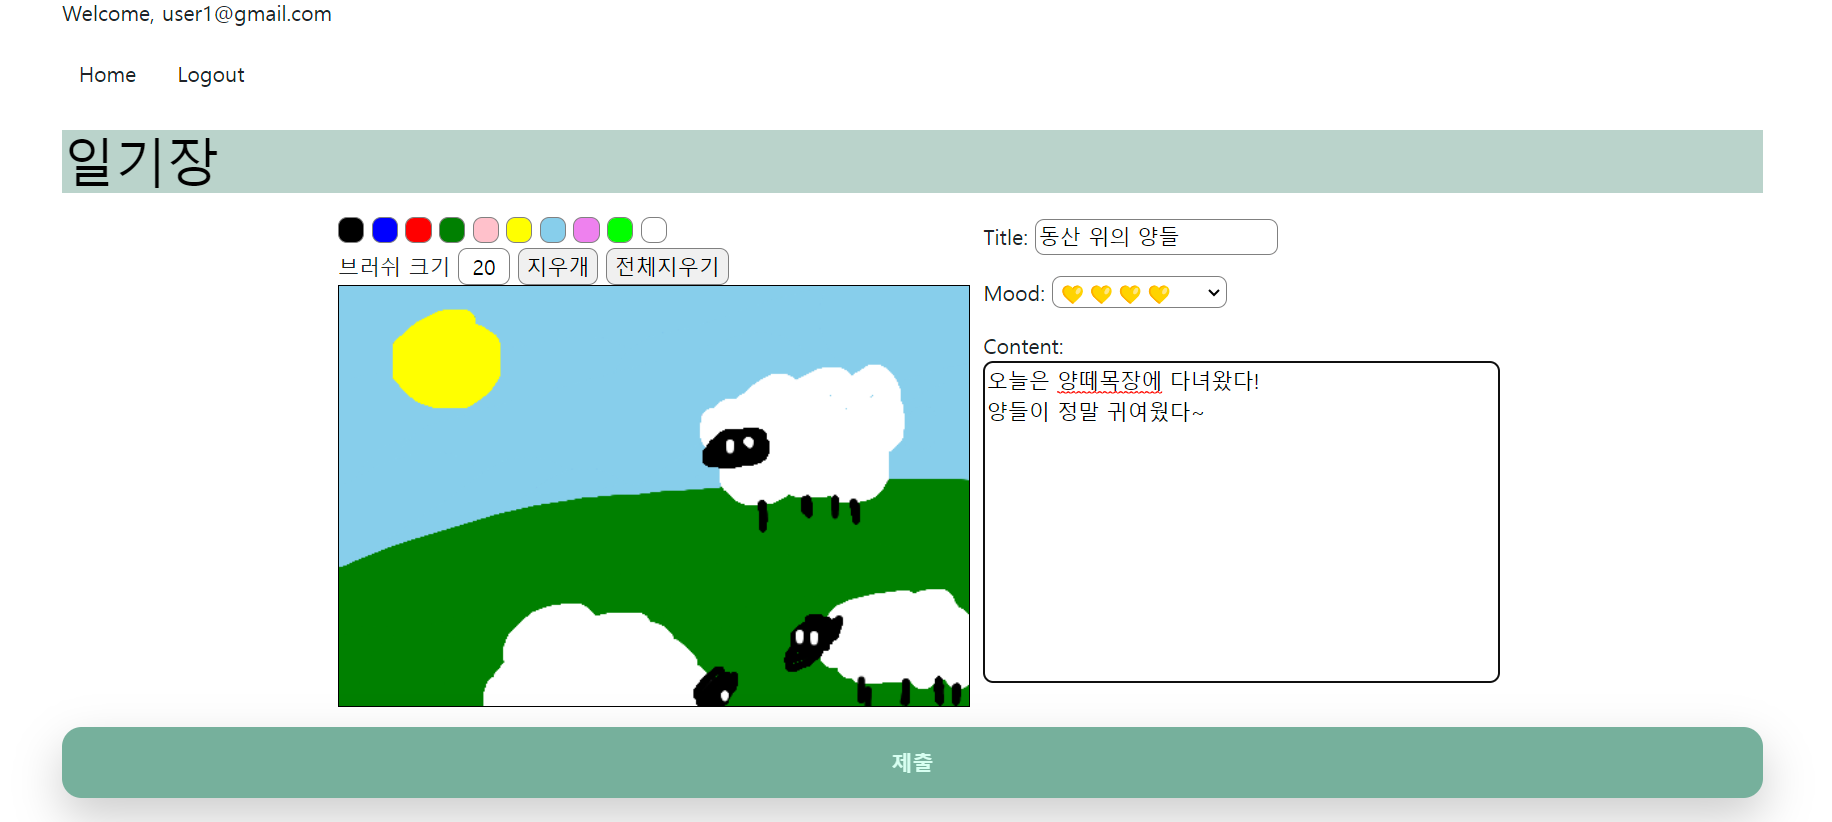 Welcome, user1@gmail.com
Home Logout
일기장
브러쉬 크기 20 지우개 전체지우기
Title: 동산 위의 양들
Mood: 💛 💛 💛 💛
Content:
오늘은 양떼목장에 다녀왔다!
양들이 정말 귀여웠다~
제출